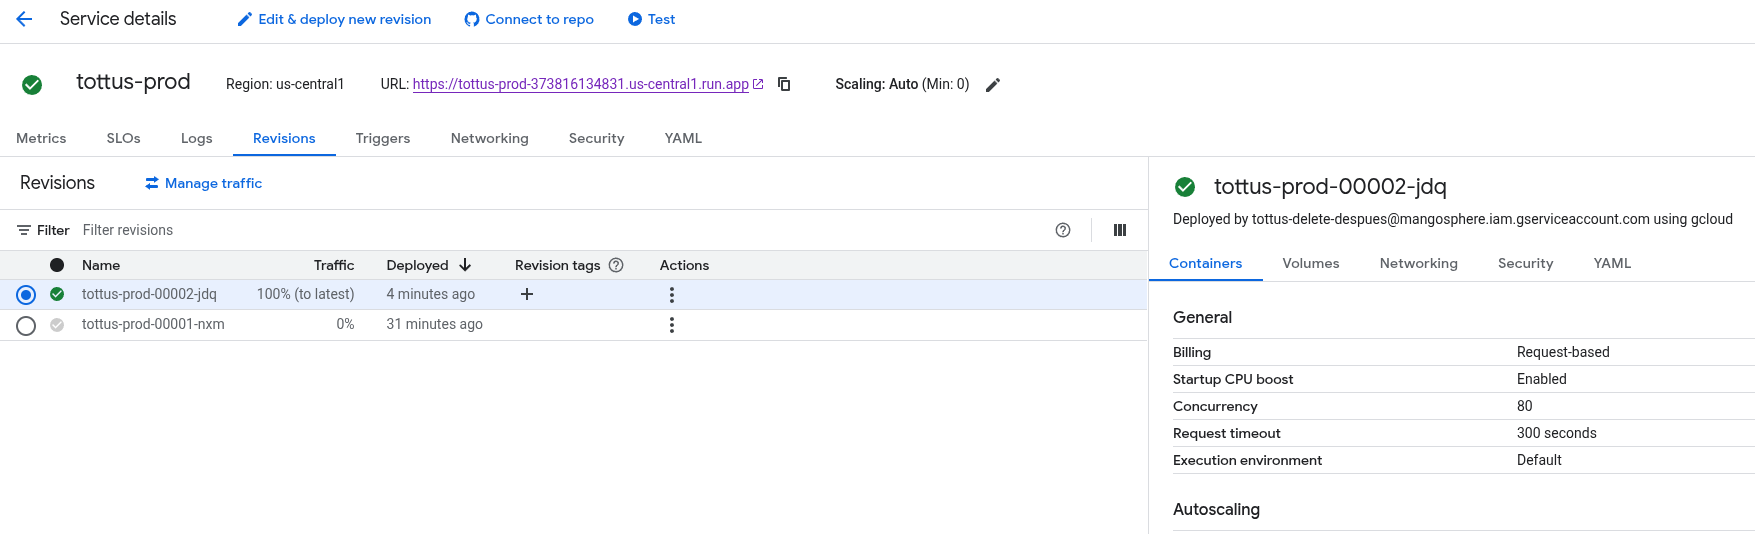 Service details Edit & deploy new revision Connect to repo Test
tottus-prod Region: us-central1 URL: https://tottus-prod-373816134831.us-central1.run.app Scaling: Auto (Min: 0)
Metrics SLOs Logs Revisions Triggers Networking Security YAML
Revisions Manage traffic
Filter Filter revisions
Name Traffic Deployed Revision tags Actions
tottus-prod-00002-jdq 100% (to latest) 4 minutes ago
tottus-prod-00001-nxm 0% 31 minutes ago
tottus-prod-00002-jdq
Deployed by tottus-delete-despues@mangosphere.iam.gserviceaccount.com using gcloud
Containers Volumes Networking Security YAML
General
Billing Request-based
Startup CPU boost Enabled
Concurrency 80
Request timeout 300 seconds
Execution environment Default
Autoscaling